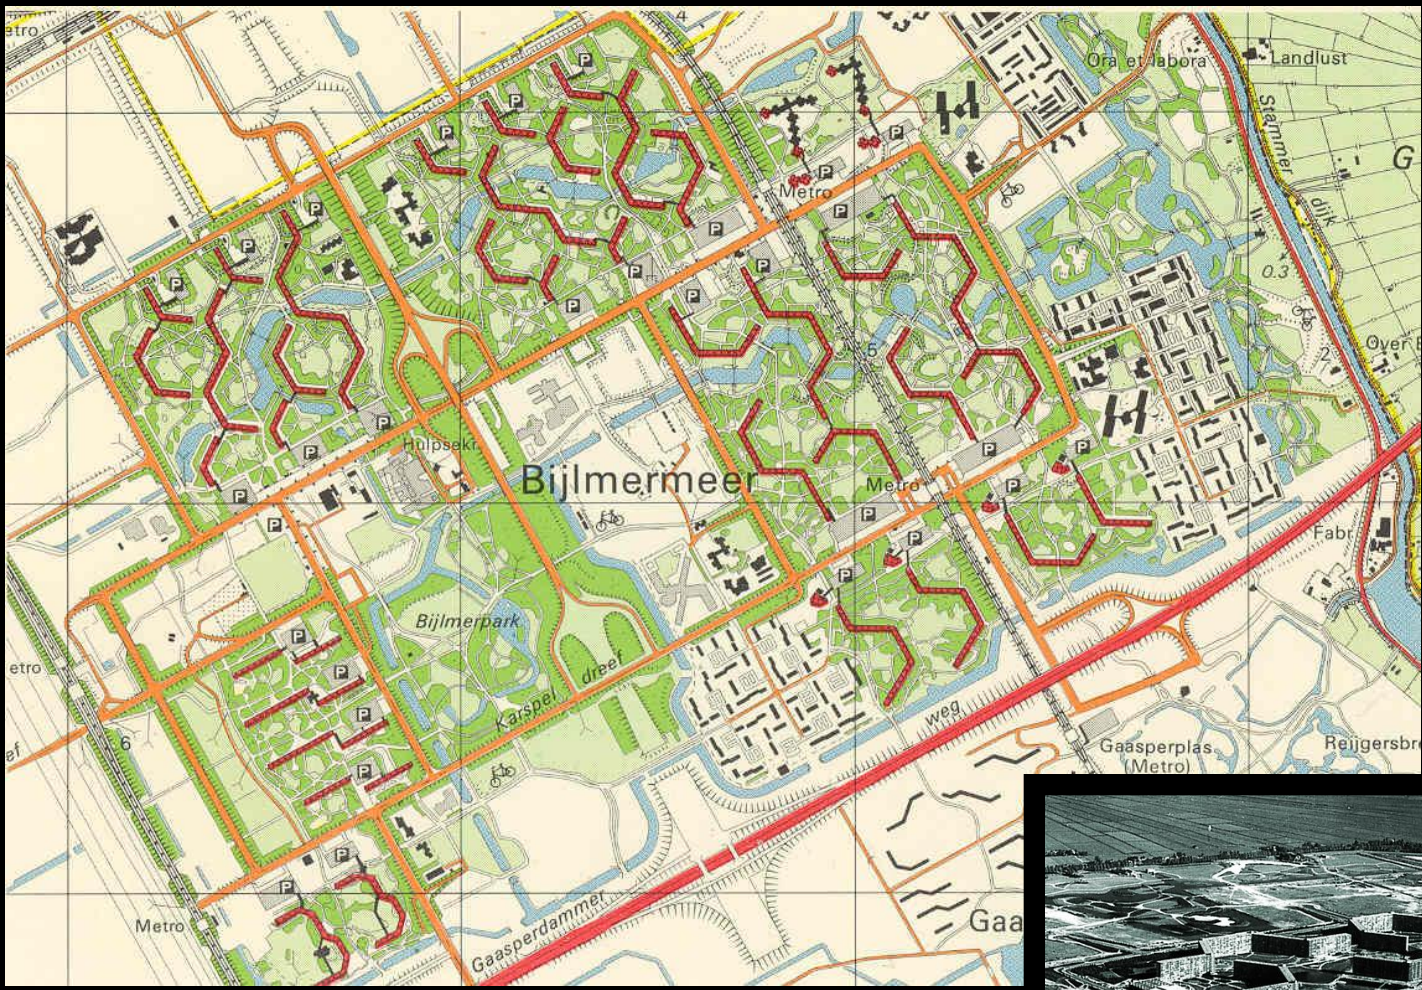 etro
4
Ora et labora
Landlust
Stammer
dijk
G
P
P
P
P
P
P
Metro
P
P
P
P
P
P
P
P
P
P
0.3
5
2
Over
P
Hulpsekr.
P
P
P
P
Bijlmermeer
Metro
P
P
P
P
Fabr.
P
P
Bijlmerpark
etro
P
P
Karspel dreef
P
6
ef
P
weg
Gaasperplas
(Metro)
Reijgersbr
P
P
Metro
Gaasperdammer
Gaa